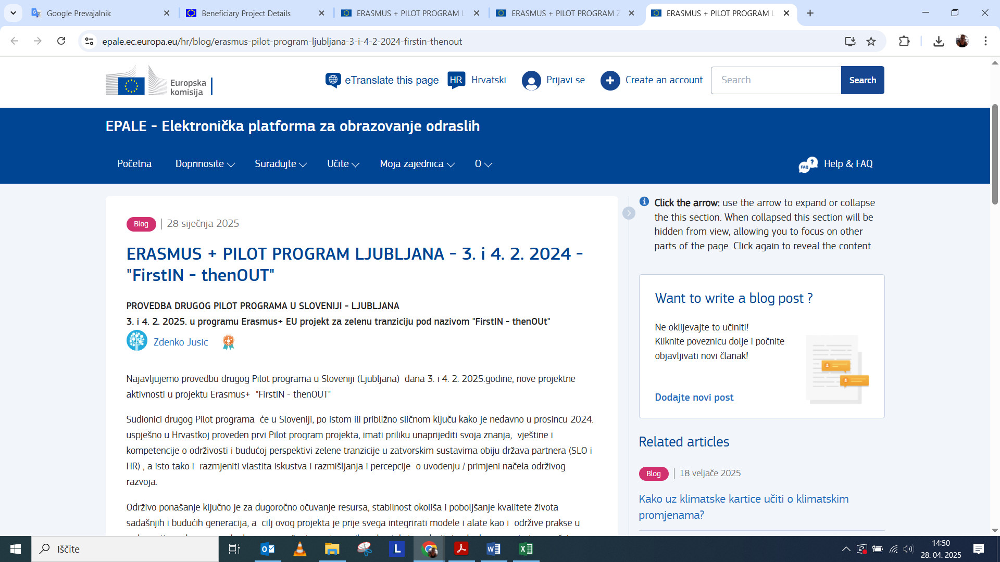 Google Prevajalnik
Beneficiary Project Details
ERASMUS + PILOT PROGRAM L
ERASMUS + PILOT PROGRAM Z
ERASMUS + PILOT PROGRAM L
epale.ec.europa.eu/hr/blog/erasmus-pilot-program-ljubljana-3-i-4-2-2024-firstin-thenout
Europska
komisija
eTranslate this page
HR Hrvatski
Prijavi se
Create an account
Search
Search
EPALE - Elektronička platforma za obrazovanje odraslih
Početna
Doprinosite
Surađujte
Učite
Moja zajednica
O
FAQ ?
Help & FAQ
Blog
28 siječnja 2025
ERASMUS + PILOT PROGRAM LJUBLJANA - 3. i 4. 2. 2024 -
"FirstIN - thenOUT"
PROVEDBA DRUGOG PILOT PROGRAMA U SLOVENIJI - LJUBLJANA
3. i 4. 2. 2025. u programu Erasmus+ EU projekt za zelenu tranziciju pod nazivom "FirstIN - thenOUt"
Zdenko Jusic
Najavljujemo provedbu drugog Pilot programa u Sloveniji (Ljubljana)  dana 3. i 4. 2. 2025.godine, nove projektne
aktivnosti u projektu Erasmus+  "FirstIN - thenOUT"
Sudionici drugog Pilot programa  će u Sloveniji, po istom ili približno sličnom ključu kako je nedavno u prosincu 2024.
uspješno u Hrvastkoj proveden prvi Pilot program projekta, imati priliku unaprijediti svoja znanja,  vještine i
kompetencije o održivosti i budućoj perspektivi zelene tranzicije u zatvorskim sustavima obiju država partnera (SLO i
HR) , a isto tako i  razmjeniti vlastita iskustva i razmišljanja i percepcije  o uvođenju / primjeni načela održivog
razvoja.
Održivo ponašanje ključno je za dugoročno očuvanje resursa, stabilnost okoliša i poboljšanje kvalitete života
sadašnjih i budućih generacija, a  cilj ovog projekta je prije svega integrirati modele i alate kao i  održive prakse u
Click the arrow: use the arrow to expand or collapse
the this section. When collapsed this section will be
hidden from view, allowing you to focus on other
parts of the page. Click again to reveal the content.
Want to write a blog post ?
Ne oklijevajte to učiniti!
Kliknite poveznicu dolje i počnite
objavljivati novi članak!
Dodajte novi post
Related articles
Blog
18 veljače 2025
Kako uz klimatske kartice učiti o klimatskim
promjenama?
Iščite
L
14:50
28. 04. 2025